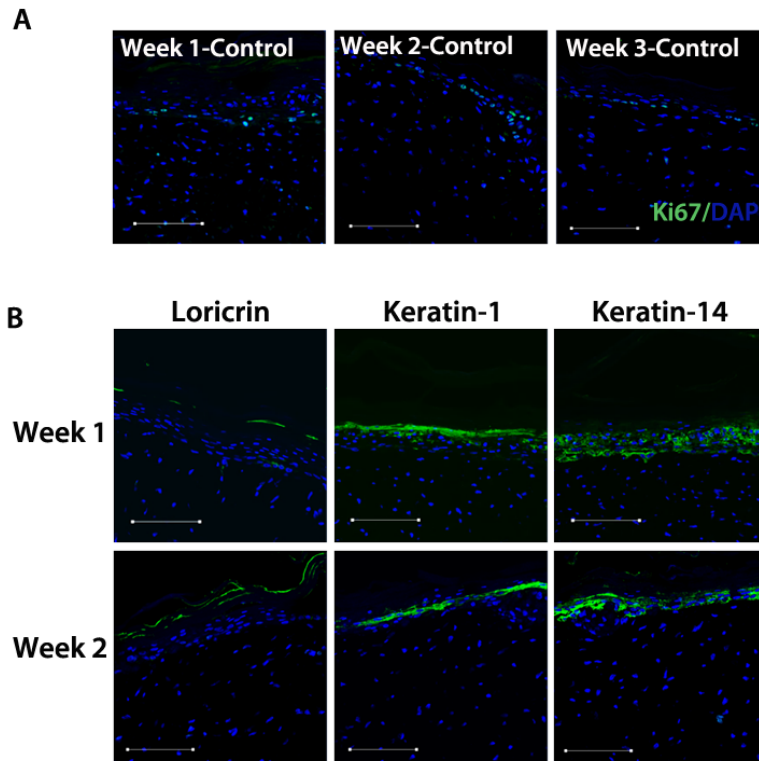 A
Week 1-Control
Week 2-Control
Week 3-Control
Ki67/DAP
B
Loricrin
Keratin-1
Keratin-14
Week 1
Week 2